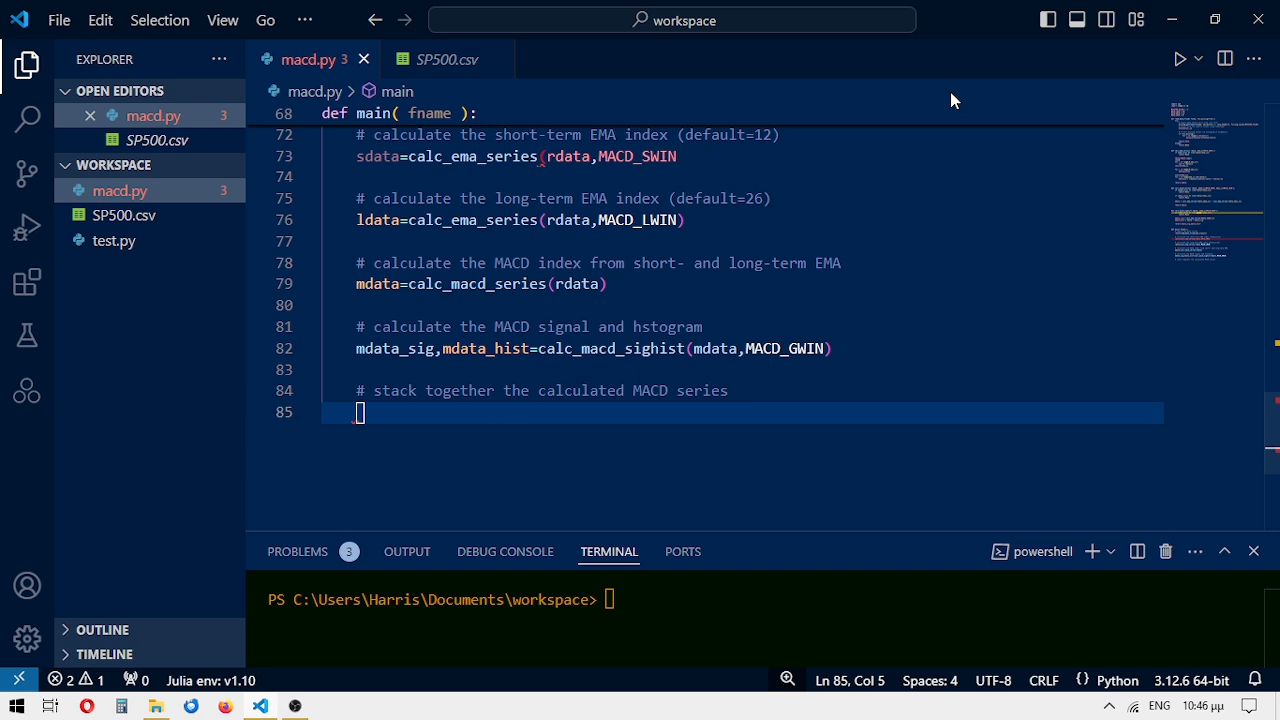 File Edit Selection View Go ··· workspace
EXPLORER ··· macd.py 3 SP500.csv
OPEN EDITORS macd.py > main
macd.py 3 68 def main( fname ):
SP500.csv 72 # calculate the short-term EMA index(default=12)
73 sdata=calc_ema_series(rdata,MACD_SWIN
WORKSPACE 74
macd.py 3 75 # calculate the long-term EMA index(default=
SP500.csv 76 ldata=calc_ema_series(rdata,MACD_LWIN)
test.py 77
78 # calculate MACD index from short- and long-term EMA
79 mdata=calc_macd_series(rdata)
80
81 # calculate the MACD signal and hstogram
82 mdata_sig,mdata_hist=calc_macd_sighist(mdata,MACD_GWIN)
83
84 # stack together the calculated MACD series
85
PROBLEMS 3 OUTPUT DEBUG CONSOLE TERMINAL PORTS powershell
PS C:\Users\Harris\Documents\workspace>
OUTLINE
TIMELINE
2 1 0 Julia env: v1.10 Ln 85, Col 5 Spaces: 4 UTF-8 CRLF {} Python 3.12.6 64-bit
ENG 10:46 μμ